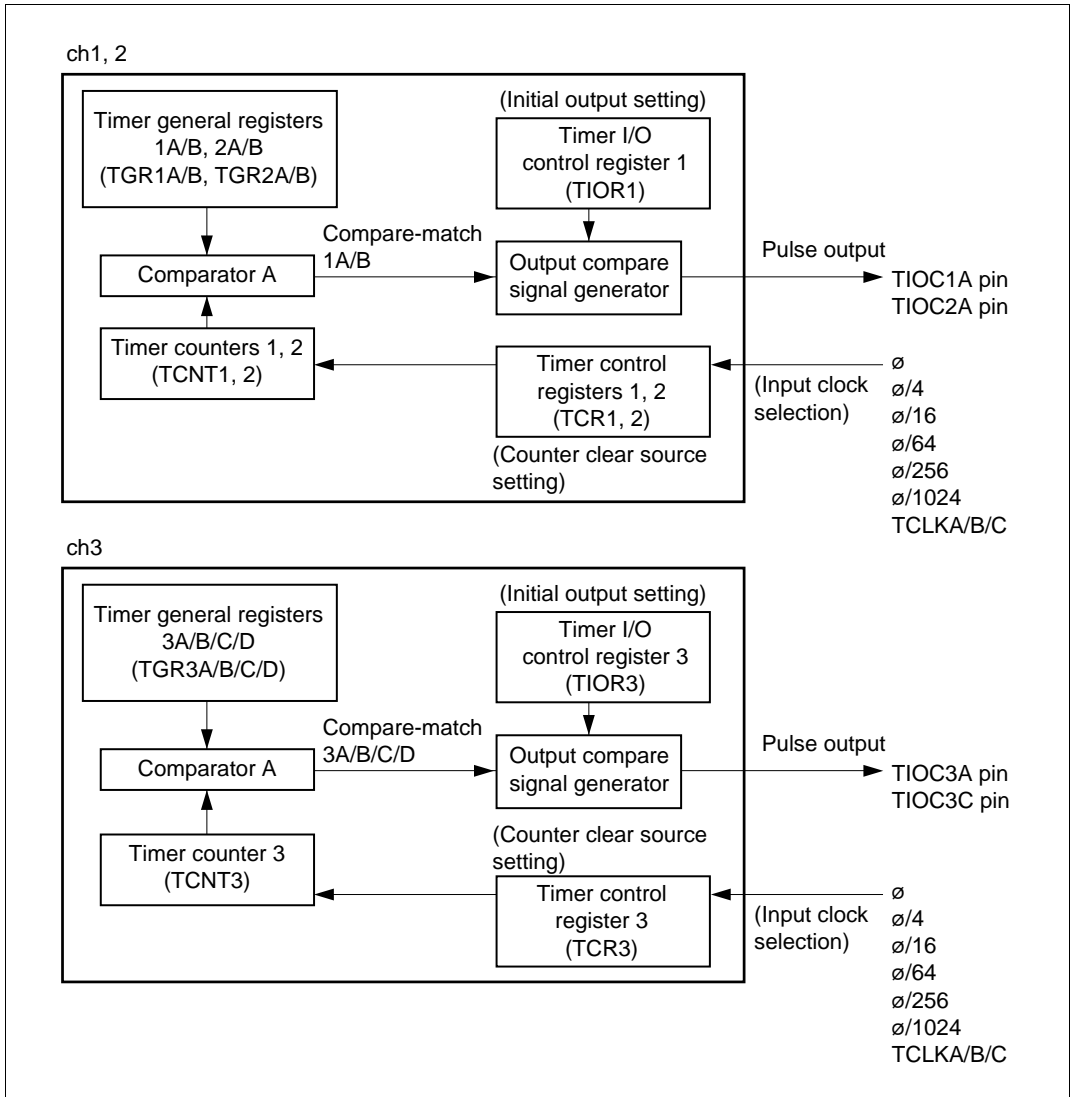 ch1, 2
Timer general registers
1A/B, 2A/B
(TGR1A/B, TGR2A/B)
(Initial output setting)
Timer I/O
control register 1
(TIOR1)
Comparator A
Compare-match
1A/B
Output compare
signal generator
Pulse output
TIOC1A pin
TIOC2A pin
Timer counters 1, 2
(TCNT1, 2)
Timer control
registers 1, 2
(TCR1, 2)
(Counter clear source
setting)
(Input clock
selection)
ø
ø/4
ø/16
ø/64
ø/256
ø/1024
TCLKA/B/C
ch3
Timer general registers
3A/B/C/D
(TGR3A/B/C/D)
(Initial output setting)
Timer I/O
control register 3
(TIOR3)
Comparator A
Compare-match
3A/B/C/D
Output compare
signal generator
Pulse output
TIOC3A pin
TIOC3C pin
Timer counter 3
(TCNT3)
(Counter clear source
setting)
Timer control
register 3
(TCR3)
(Input clock
selection)
ø
ø/4
ø/16
ø/64
ø/256
ø/1024
TCLKA/B/C